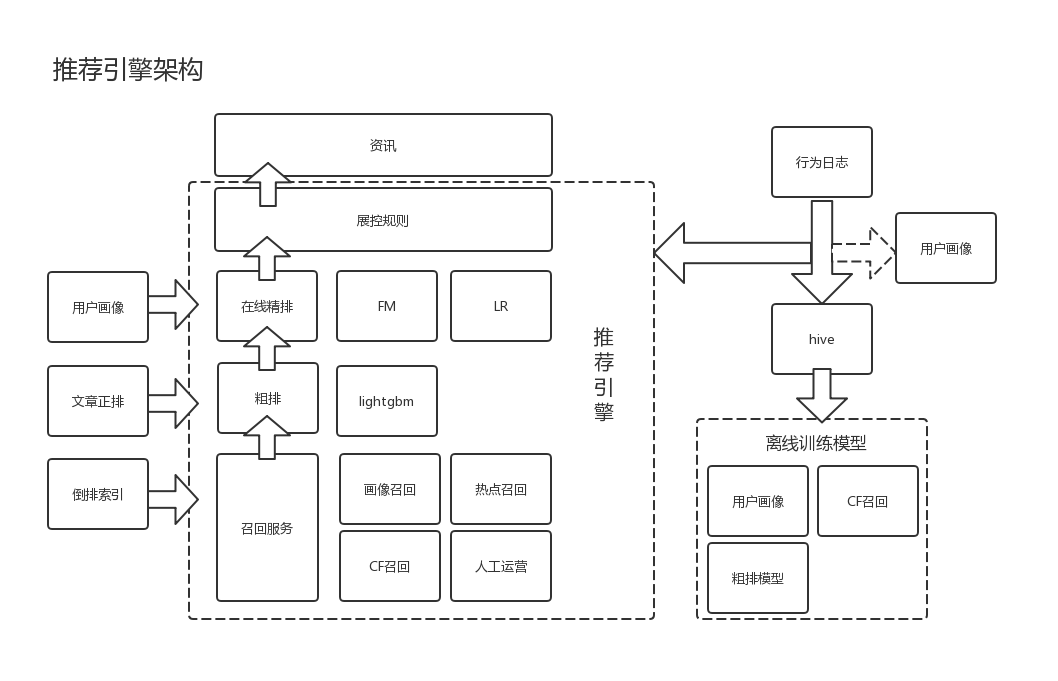 推荐引擎架构
资讯
行为日志
展控规则
用户画像
用户画像
在线精排
FM
LR
hive
推荐引擎
文章正排
粗排
lightgbm
离线训练模型
倒排索引
召回服务
画像召回
热点召回
用户画像
CF召回
CF召回
人工运营
粗排模型